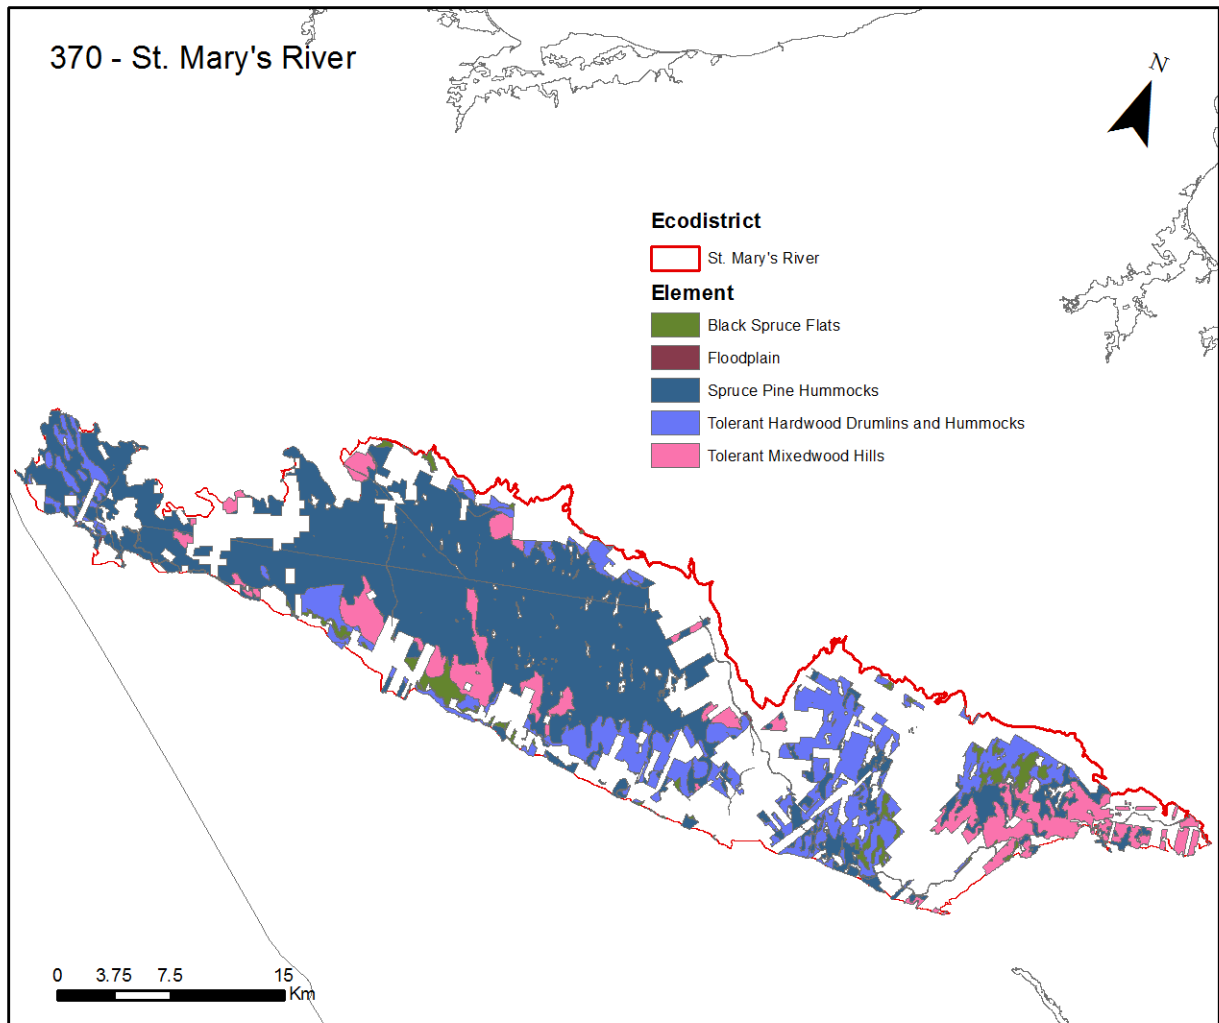 370 - St. Mary's River
N
Ecodistrict
St. Mary's River
Element
Black Spruce Flats
Floodplain
Spruce Pine Hummocks
Tolerant Hardwood Drumlins and Hummocks
Tolerant Mixedwood Hills
0 3.75 7.5 15
Km